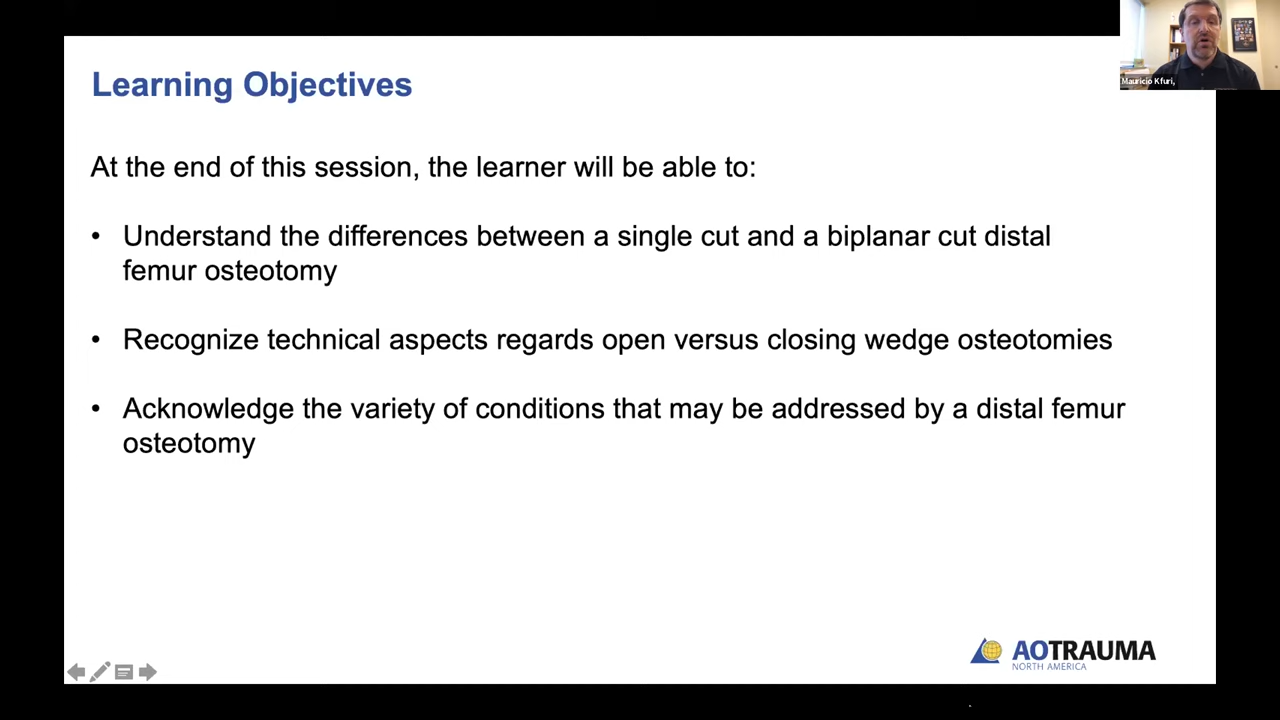 Learning Objectives
Mauricio Kfuri,
At the end of this session, the learner will be able to:
• Understand the differences between a single cut and a biplanar cut distal
femur osteotomy
• Recognize technical aspects regards open versus closing wedge osteotomies
• Acknowledge the variety of conditions that may be addressed by a distal femur
osteotomy
AOTRAUMA
NORTH AMERICA